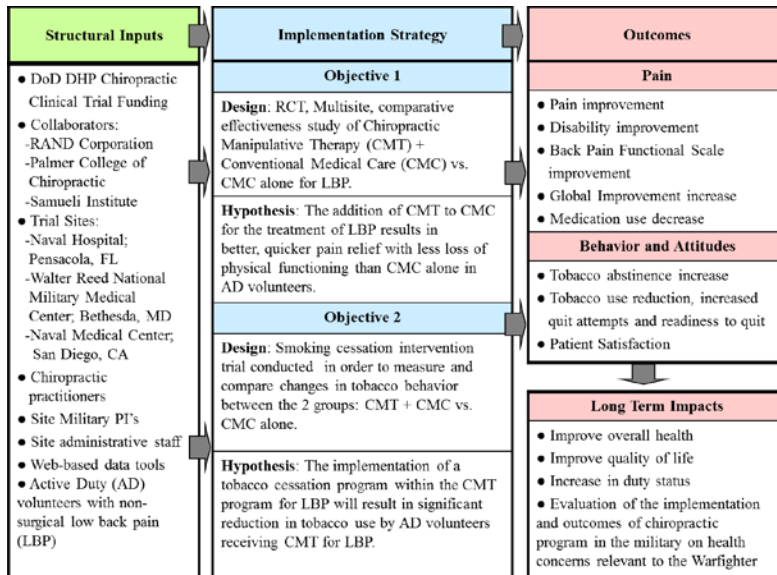 Structural Inputs
● DoD DHP Chiropractic
Clinical Trial Funding
● Collaborators:
-RAND Corporation
-Palmer College of
Chiropractic
-Samueli Institute
● Trial Sites:
-Naval Hospital;
Pensacola, FL
-Walter Reed National
Military Medical
Center; Bethesda, MD
-Naval Medical Center;
San Diego, CA
● Chiropractic
practitioners
● Site Military PI's
● Site administrative staff
● Web-based data tools
● Active Duty (AD)
volunteers with non-
surgical low back pain
(LBP)
Implementation Strategy
Objective 1
Design: RCT, Multisite, comparative
effectiveness study of Chiropractic
Manipulative Therapy (CMT) +
Conventional Medical Care (CMC) vs.
CMC alone for LBP.
Hypothesis: The addition of CMT to CMC
for the treatment of LBP results in
better, quicker pain relief with less loss of
physical functioning than CMC alone in
AD volunteers.
Objective 2
Design: Smoking cessation intervention
trial conducted in order to measure and
compare changes in tobacco behavior
between the 2 groups: CMT + CMC vs.
CMC alone.
Hypothesis: The implementation of a
tobacco cessation program within the CMT
program for LBP will result in significant
reduction in tobacco use by AD volunteers
receiving CMT for LBP.
Outcomes
Pain
● Pain improvement
● Disability improvement
● Back Pain Functional Scale
improvement
● Global Improvement increase
● Medication use decrease
Behavior and Attitudes
● Tobacco abstinence increase
● Tobacco use reduction, increased
quit attempts and readiness to quit
● Patient Satisfaction
Long Term Impacts
● Improve overall health
● Improve quality of life
● Increase in duty status
● Evaluation of the implementation
and outcomes of chiropractic
program in the military on health
concerns relevant to the Warfighter